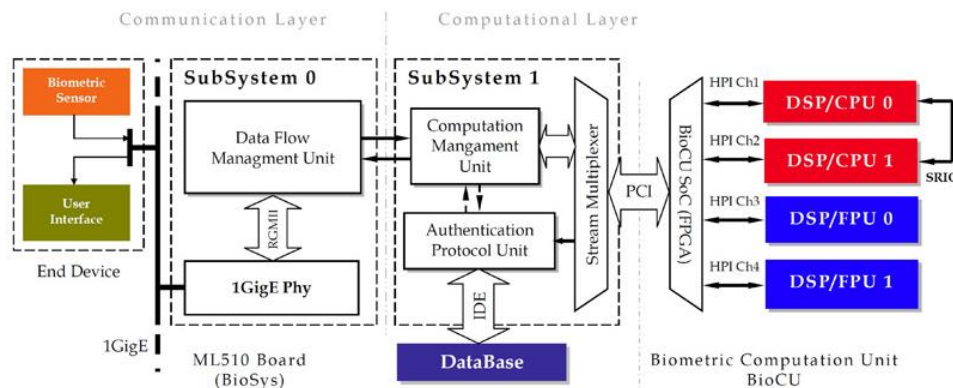 Communication Layer
Computational Layer
Biometric
Sensor
User
Interface
End Device
1GigE
SubSystem 0
Data Flow
Managment Unit
RGMII
1GigE Phy
ML510 Board
(BioSys)
SubSystem 1
Computation
Mangament
Unit
Authentication
Protocol Unit
Stream Multiplexer
IDE
DataBase
PCI
BioCU SoC (FPGA)
HPI Ch1
DSP/CPU 0
HPI Ch2
DSP/CPU 1
SRIO
HPI Ch3
DSP/FPU 0
HPI Ch4
DSP/FPU 1
Biometric Computation Unit
BioCU